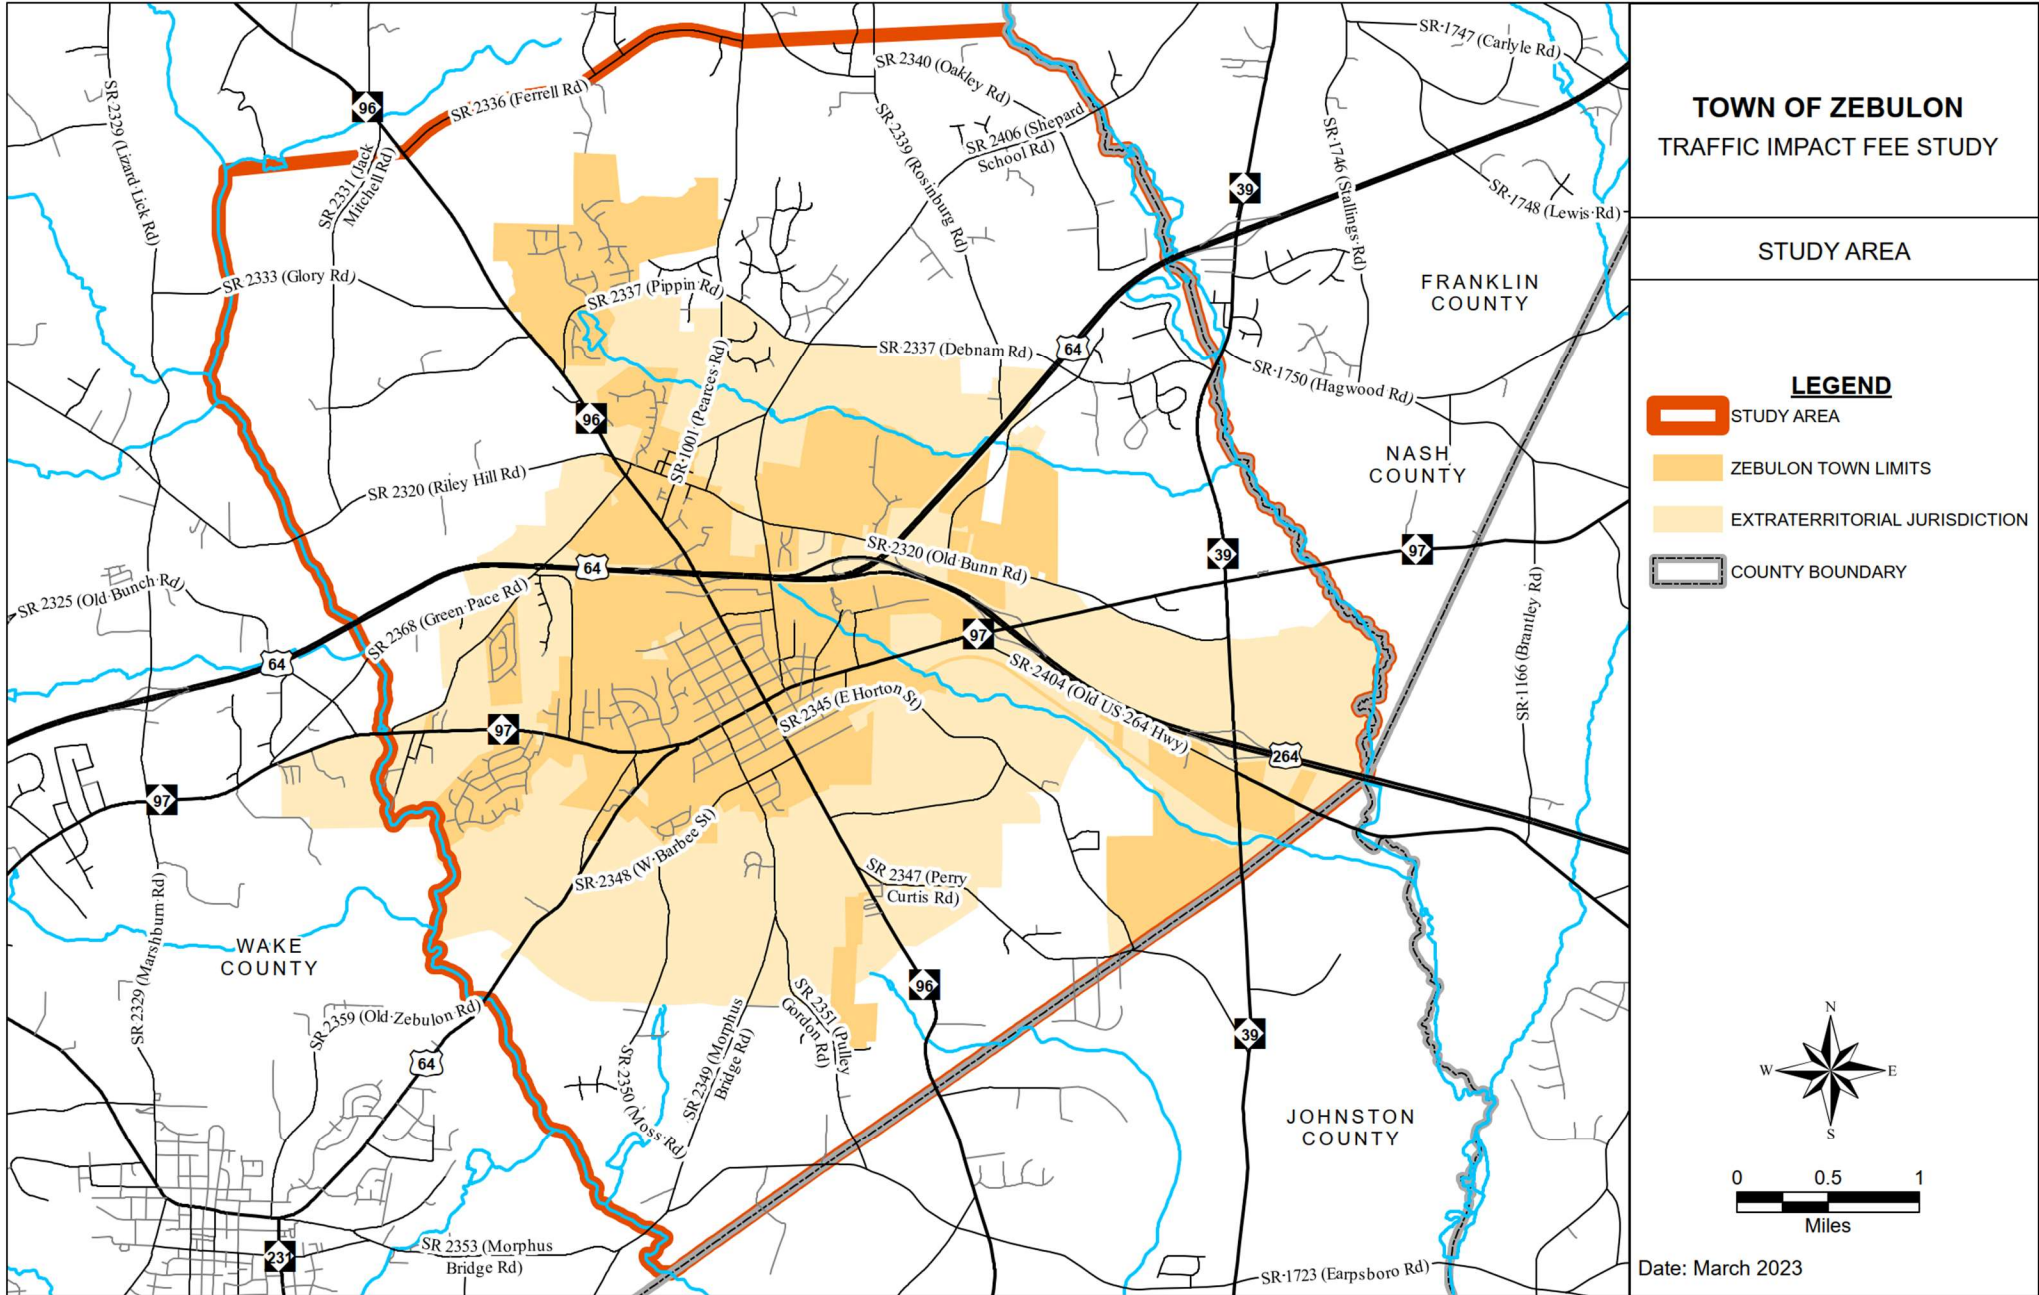 TOWN OF ZEBULON
TRAFFIC IMPACT FEE STUDY
STUDY AREA
LEGEND
STUDY AREA
ZEBULON TOWN LIMITS
EXTRATERRITORIAL JURISDICTION
COUNTY BOUNDARY
N
W
E
S
0
0.5
1
Miles
Date: March 2023
SR-1747 (Carlyle Rd)
SR 2340 (Oakley Rd)
SR 2336 (Ferrell Rd)
96
SR 2329 (Lizard Lick Rd)
SR 2331 (Jack
Mitchell Rd)
SR 2339 (Rosinburg Rd)
SR 2406 (Shepard
School Rd)
SR-1746 (Stallings Rd)
39
SR-1748 (Lewis Rd)
SR 2333 (Glory Rd)
SR 2337 (Pippin Rd)
FRANKLIN
COUNTY
SR-2337 (Debnam Rd)
64
SR-1001 (Pearces Rd)
SR-1750 (Hagwood Rd)
96
NASH
COUNTY
SR 2320 (Riley Hill Rd)
SR-2320 (Old Bunn Rd)
39
97
64
SR 2325 (Old Bunch Rd)
SR-2368 (Green Pace Rd)
SR-1166 (Brantley Rd)
97
64
SR-2404 (Old US 264 Hwy)
SR-2345 (E Horton St)
97
264
97
SR-2348 (W Barbee St)
SR 2347 (Perry
Curtis Rd)
SR-2329 (Marshburn Rd)
WAKE
COUNTY
96
SR-2359 (Old Zebulon Rd)
SR 2351 (Pulley
Gordon Rd)
SR-2349 (Morphus
Bridge Rd)
SR-2350 (Moss Rd)
39
64
JOHNSTON
COUNTY
231
SR 2353 (Morphus
Bridge Rd)
SR-1723 (Earpsboro Rd)